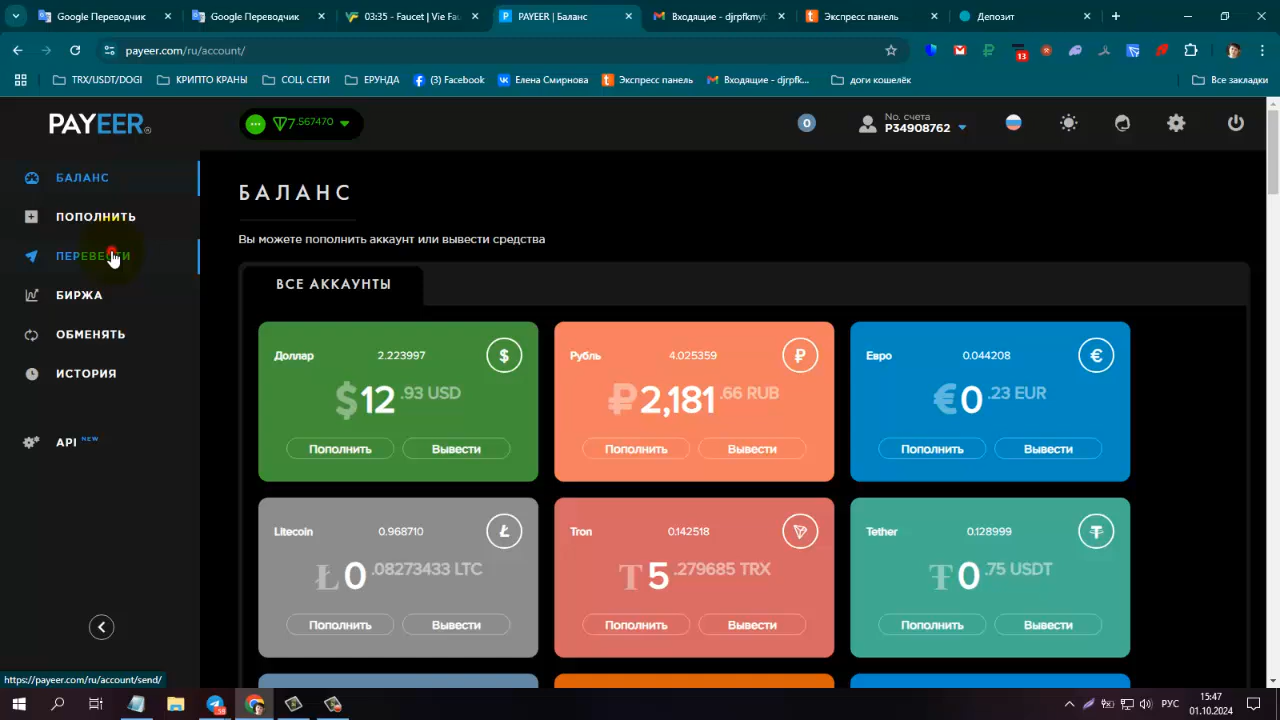 Google Переводчик
Google Переводчик
03:35 - Faucet | Vie Fau
PAYEER | Баланс
Входящие - djrpfkmyfz
Экспресс панель
Депозит
payeer.com/ru/account/
TRX/USDT/DOGI
КРИПТО КРАНЫ
СОЦ. СЕТИ
ЕРУНДА
(3) Facebook
Елена Смирнова
Экспресс панель
Входящие - djrpfk...
доги кошелёк
Все закладки
13
PAYEER
7.567470
0
No. счета
P34908762
БАЛАНС
ПОПОЛНИТЬ
ПЕРЕВЕСТИ
БИРЖА
ОБМЕНЯТЬ
ИСТОРИЯ
API NEW
БАЛАНС
Вы можете пополнить аккаунт или вывести средства
ВСЕ АККАУНТЫ
Доллар 2.223997 $
$12.93 USD
Пополнить Вывести
Рубль 4.025359 ₽
₽2,181.66 RUB
Пополнить Вывести
Евро 0.044208 €
€0.23 EUR
Пополнить Вывести
Litecoin 0.968710 Ł
Ł0.08273433 LTC
Пополнить Вывести
Tron 0.142518
T5.279685 TRX
Пополнить Вывести
Tether 0.128999 ₮
₮0.75 USDT
Пополнить Вывести
https://payeer.com/ru/account/send/
РУС
15:47
01.10.2024